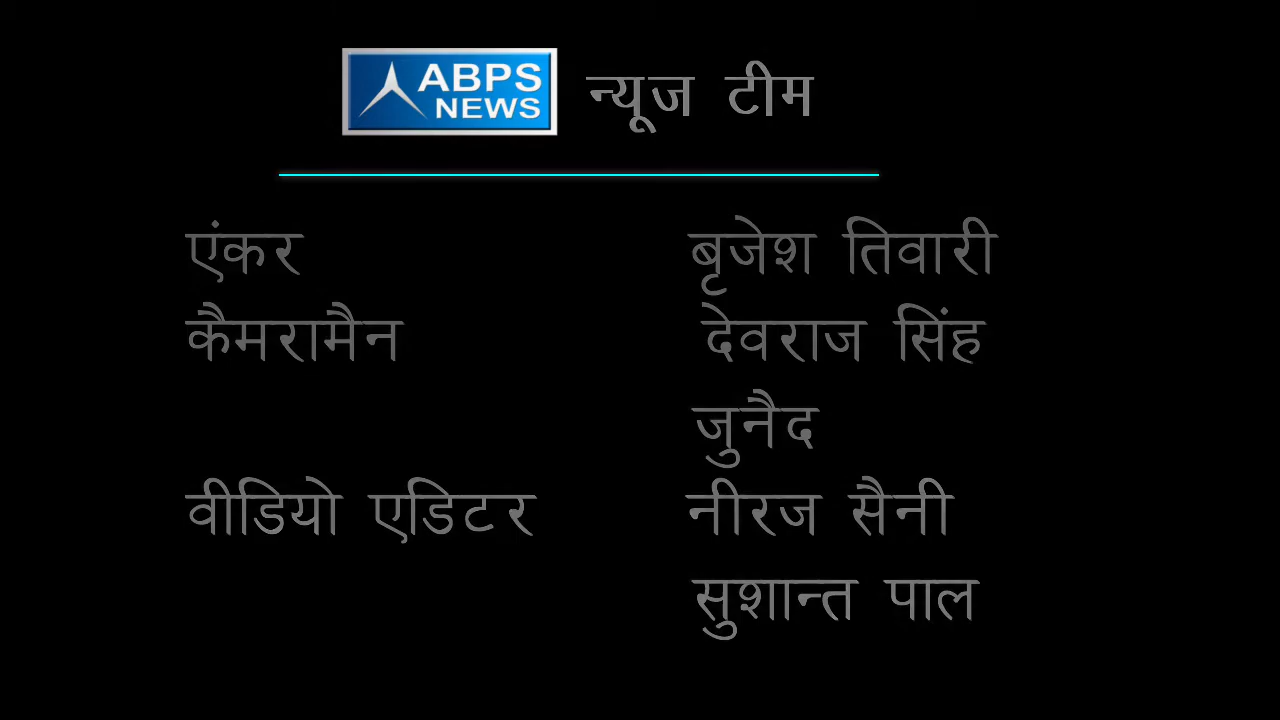 ABPS NEWS न्यूज टीम
एंकर बृजेश तिवारी
कैमरामैन देवराज सिंह
जुनैद
वीडियो एडिटर नीरज सैनी
सुशान्त पाल